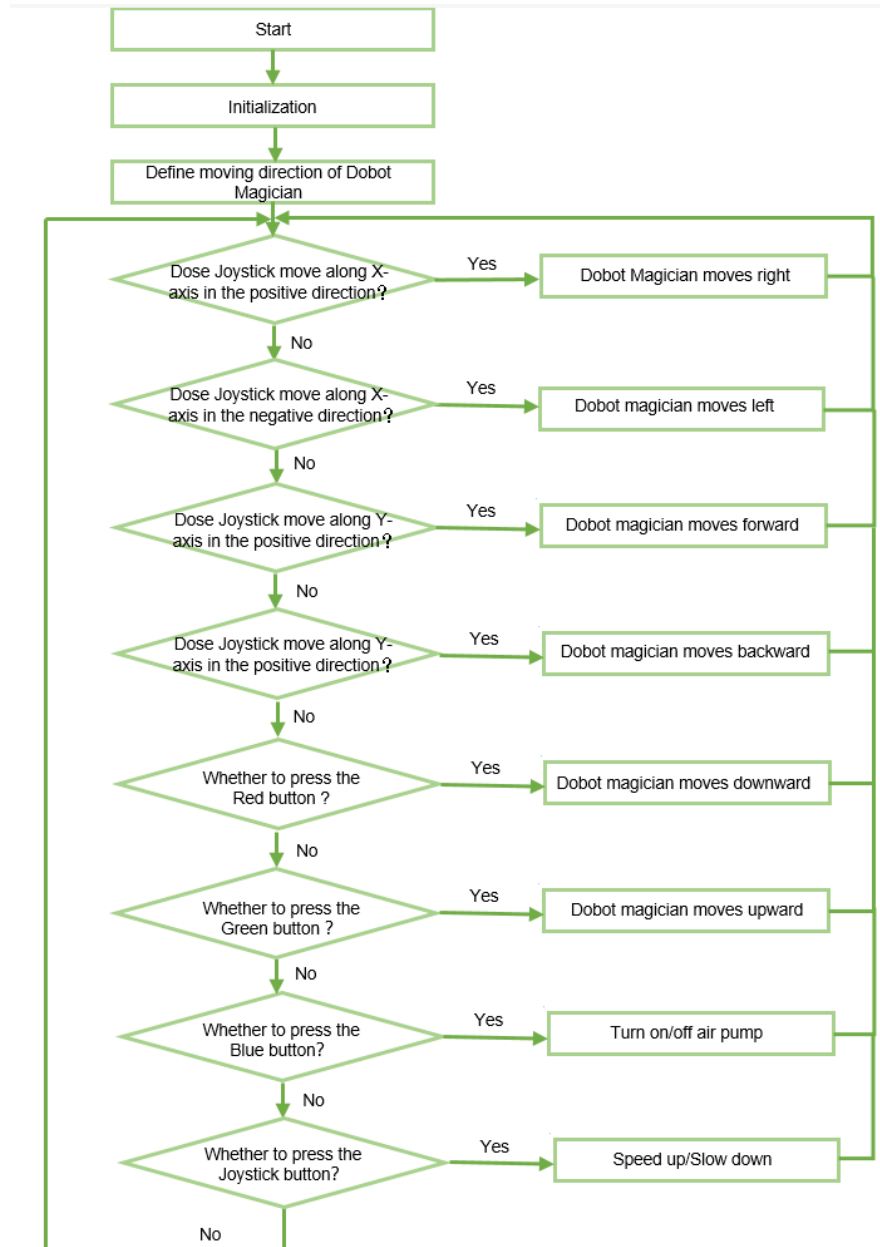 Start
Initialization
Define moving direction of Dobot
Magician
Dose Joystick move along X-
axis in the positive direction?
Yes
Dobot Magician moves right
No
Dose Joystick move along X-
axis in the negative direction?
Yes
Dobot magician moves left
No
Dose Joystick move along Y-
axis in the positive direction?
Yes
Dobot magician moves forward
No
Dose Joystick move along Y-
axis in the positive direction?
Yes
Dobot magician moves backward
No
Whether to press the
Red button ?
Yes
Dobot magician moves downward
No
Whether to press the
Green button ?
Yes
Dobot magician moves upward
No
Whether to press the
Blue button?
Yes
Turn on/off air pump
No
Whether to press the
Joystick button?
Yes
Speed up/Slow down
No